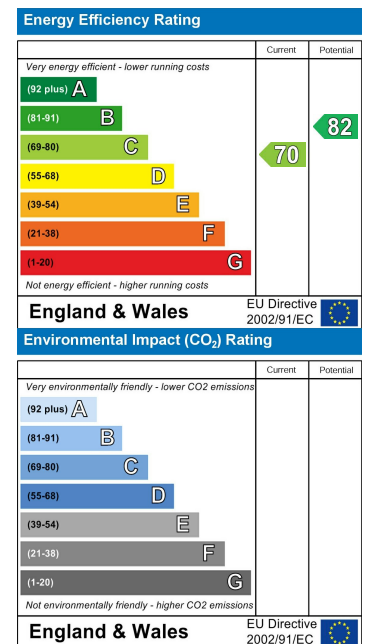 Energy Efficiency Rating
Current Potential
Very energy efficient - lower running costs
(92 plus) A
(81-91) B
82
(69-80) C
70
(55-68) D
(39-54) E
(21-38) F
(1-20) G
Not energy efficient - higher running costs
England & Wales
EU Directive
2002/91/EC
Environmental Impact (CO₂) Rating
Current Potential
Very environmentally friendly - lower CO2 emissions
(92 plus) A
(81-91) B
(69-80) C
(55-68) D
(39-54) E
(21-38) F
(1-20) G
Not environmentally friendly - higher CO2 emissions
England & Wales
EU Directive
2002/91/EC